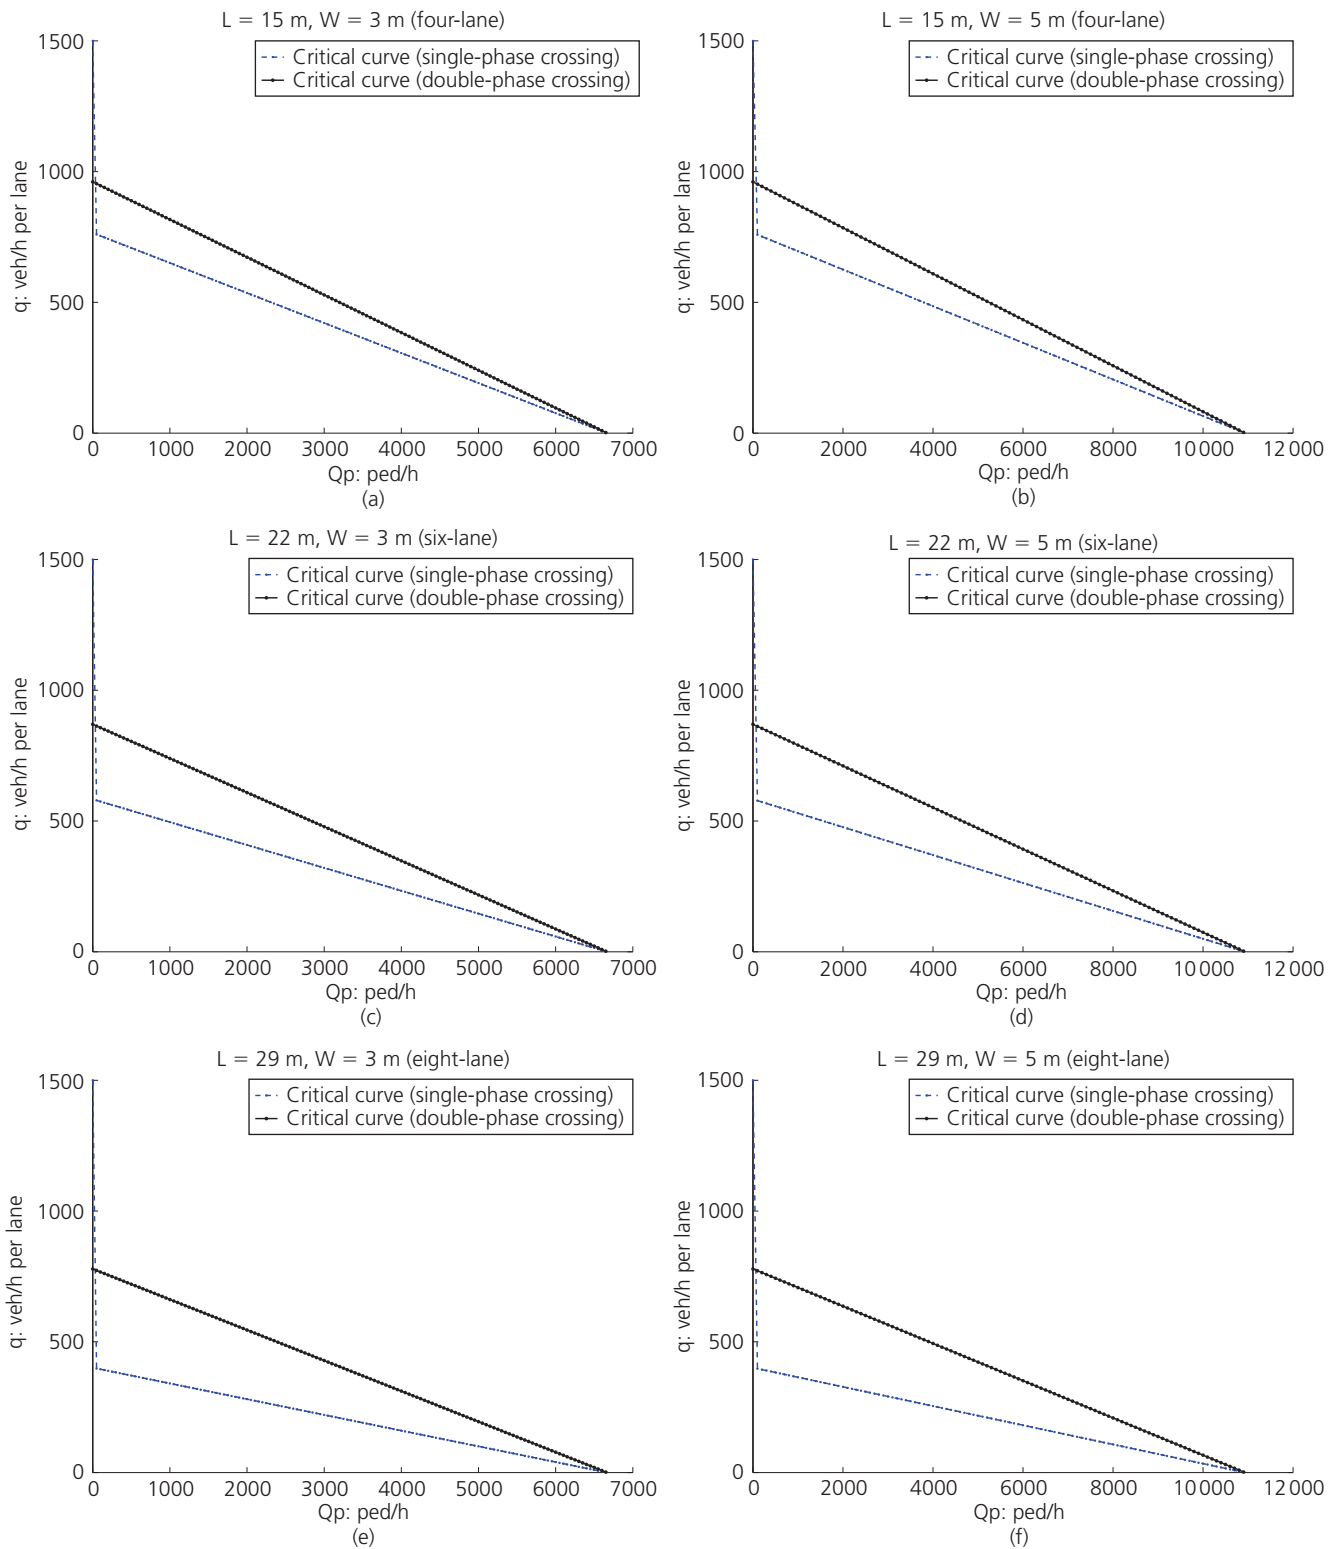 L = 15 m, W = 3 m (four-lane)
1500
Critical curve (single-phase crossing)
Critical curve (double-phase crossing)
1000
q: veh/h per lane
500
0
0 1000 2000 3000 4000 5000 6000 7000
Qp: ped/h
(a)
L = 15 m, W = 5 m (four-lane)
1500
Critical curve (single-phase crossing)
Critical curve (double-phase crossing)
1000
q: veh/h per lane
500
0
0 2000 4000 6000 8000 10 000 12 000
Qp: ped/h
(b)
L = 22 m, W = 3 m (six-lane)
1500
Critical curve (single-phase crossing)
Critical curve (double-phase crossing)
1000
q: veh/h per lane
500
0
0 1000 2000 3000 4000 5000 6000 7000
Qp: ped/h
(c)
L = 22 m, W = 5 m (six-lane)
1500
Critical curve (single-phase crossing)
Critical curve (double-phase crossing)
1000
q: veh/h per lane
500
0
0 2000 4000 6000 8000 10 000 12 000
Qp: ped/h
(d)
L = 29 m, W = 3 m (eight-lane)
1500
Critical curve (single-phase crossing)
Critical curve (double-phase crossing)
1000
q: veh/h per lane
500
0
0 1000 2000 3000 4000 5000 6000 7000
Qp: ped/h
(e)
L = 29 m, W = 5 m (eight-lane)
1500
Critical curve (single-phase crossing)
Critical curve (double-phase crossing)
1000
q: veh/h per lane
500
0
0 2000 4000 6000 8000 10 000 12 000
Qp: ped/h
(f)